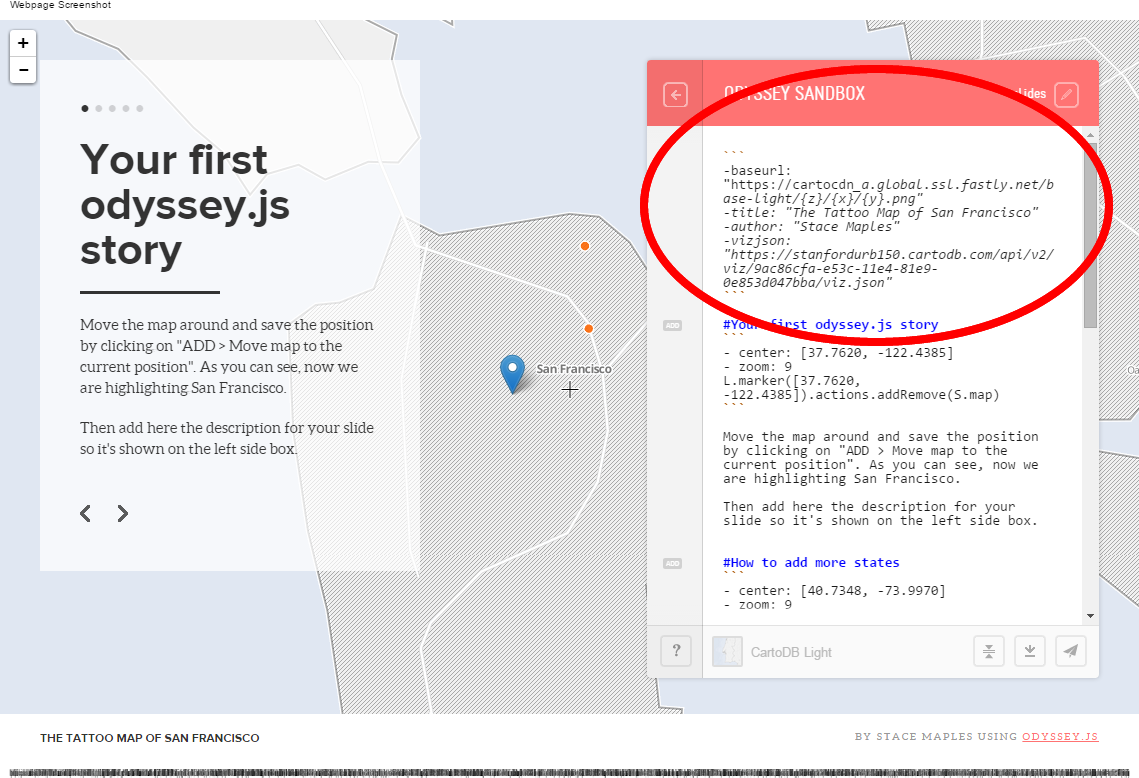 Webpage Screenshot
+
−
Your first
odyssey.js
story
Move the map around and save the position
by clicking on "ADD > Move map to the
current position". As you can see, now we
are highlighting San Francisco.
Then add here the description for your slide
so it's shown on the left side box.
San Francisco
Oa
ODYSSEY SANDBOX
lides
```
-baseurl:
"https://cartocdn_a.global.ssl.fastly.net/b
ase-light/{z}/{x}/{y}.png"
-title: "The Tattoo Map of San Francisco"
-author: "Stace Maples"
-vizjson:
"https://stanfordurb150.cartodb.com/api/v2/
viz/9ac86cfa-e53c-11e4-81e9-
0e853d047bba/viz.json"
```
ADD
#Your first odyssey.js story
```
- center: [37.7620, -122.4385]
- zoom: 9
L.marker([37.7620,
-122.4385]).actions.addRemove(S.map)
```
Move the map around and save the position
by clicking on "ADD > Move map to the
current position". As you can see, now we
are highlighting San Francisco.
Then add here the description for your
slide so it's shown on the left side box.
ADD
#How to add more states
```
- center: [40.7348, -73.9970]
- zoom: 9
?
CartoDB Light
THE TATTOO MAP OF SAN FRANCISCO
BY STACE MAPLES USING ODYSSEY.JS